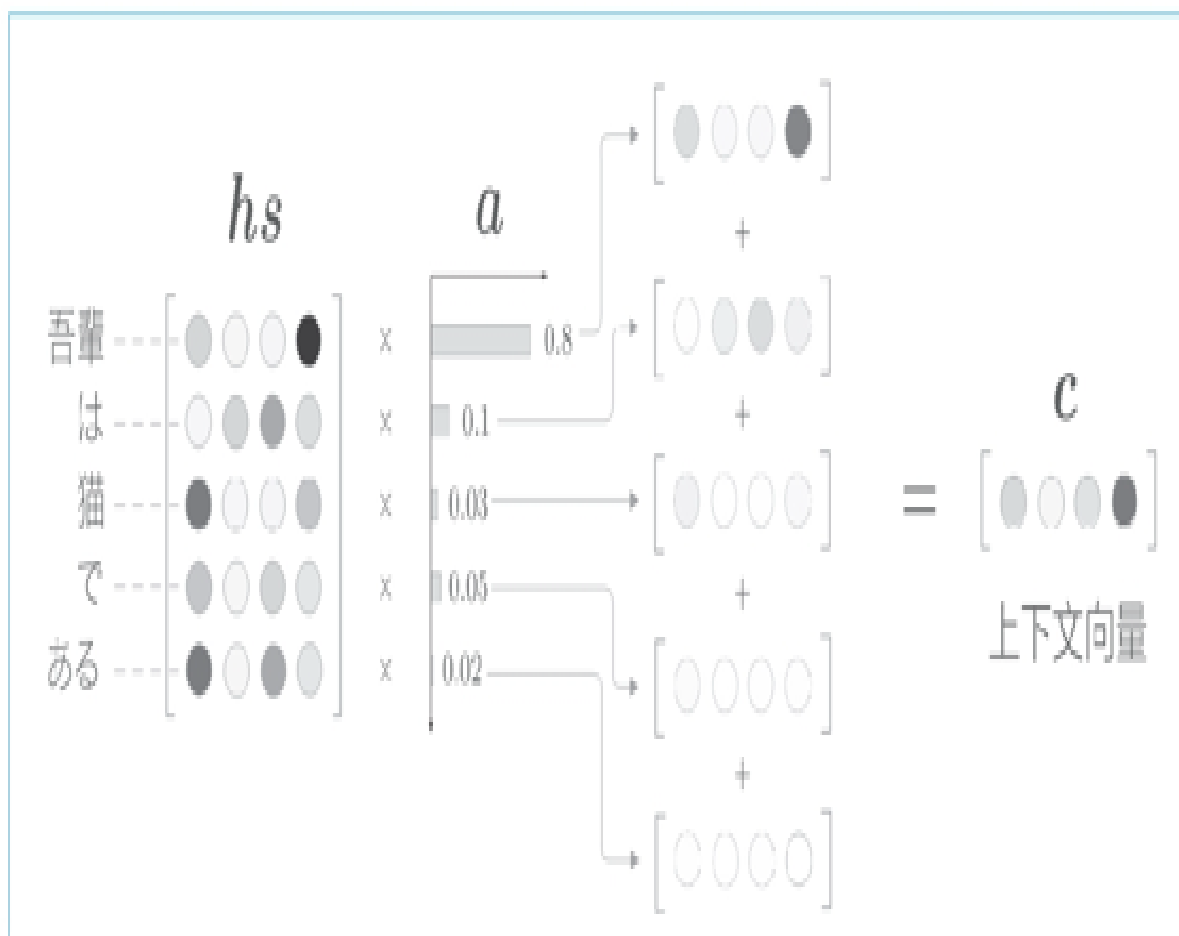 hs
a
吾輩
×
0.8
は
×
0.1
猫
×
0.03
で
×
0.05
ある
×
0.02
+
+
+
+
=
c
上下文向量